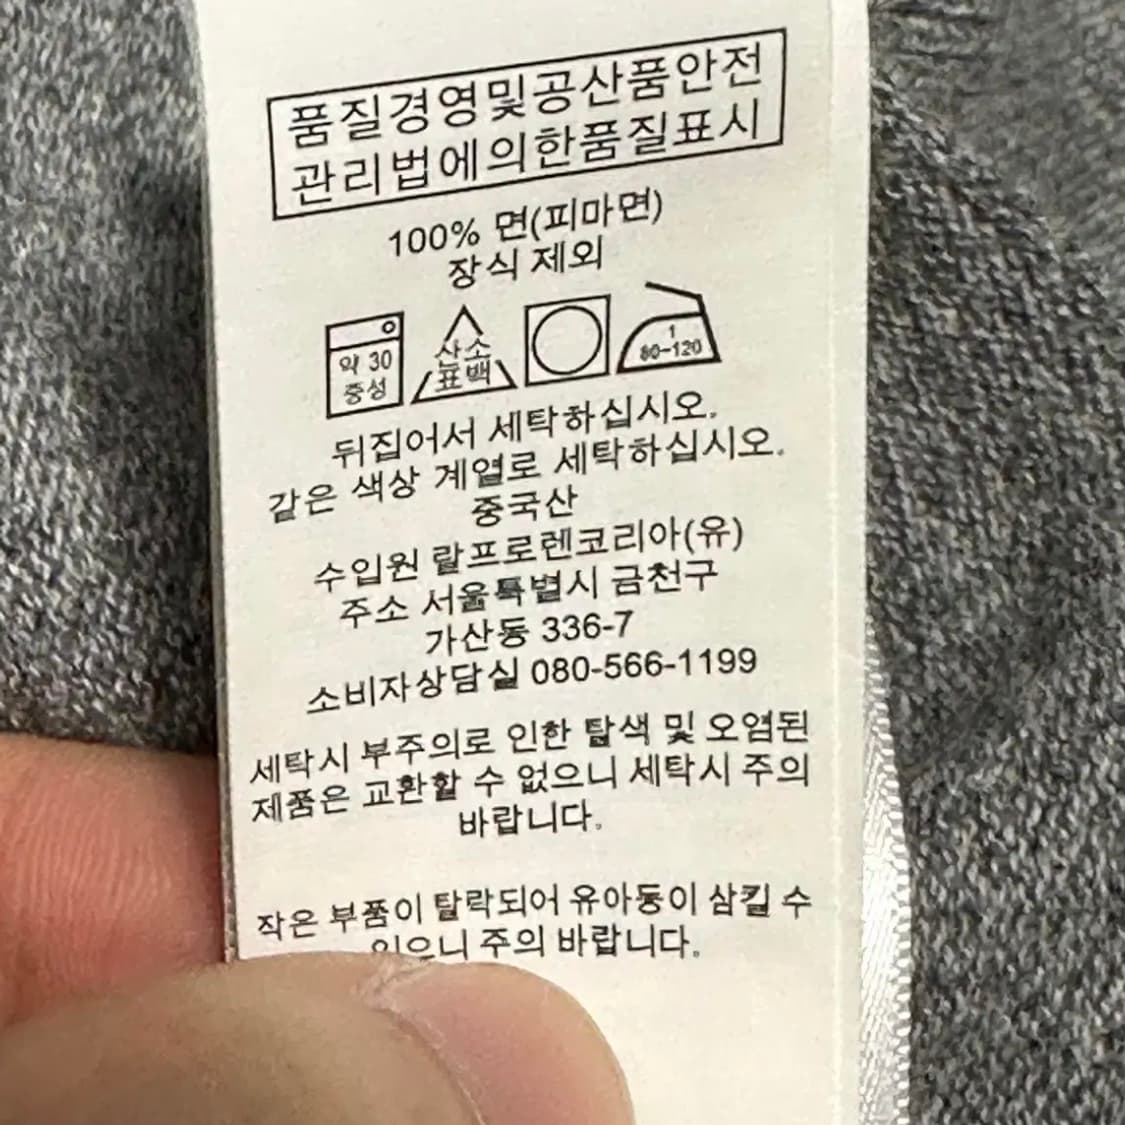 품질경영및공산품안전
관리법에의한품질표시
100% 면(피마면)
장식 제외
약 30
중성
산소
표백
1
80-120
뒤집어서 세탁하십시오.
같은 색상 계열로 세탁하십시오.
중국산
수입원 랄프로렌코리아(유)
주소 서울특별시 금천구
가산동 336-7
소비자상담실 080-566-1199
세탁시 부주의로 인한 탈색 및 오염된
제품은 교환할 수 없으니 세탁시 주의
바랍니다.
작은 부품이 탈락되어 유아동이 삼킬 수
있으니 주의 바랍니다.